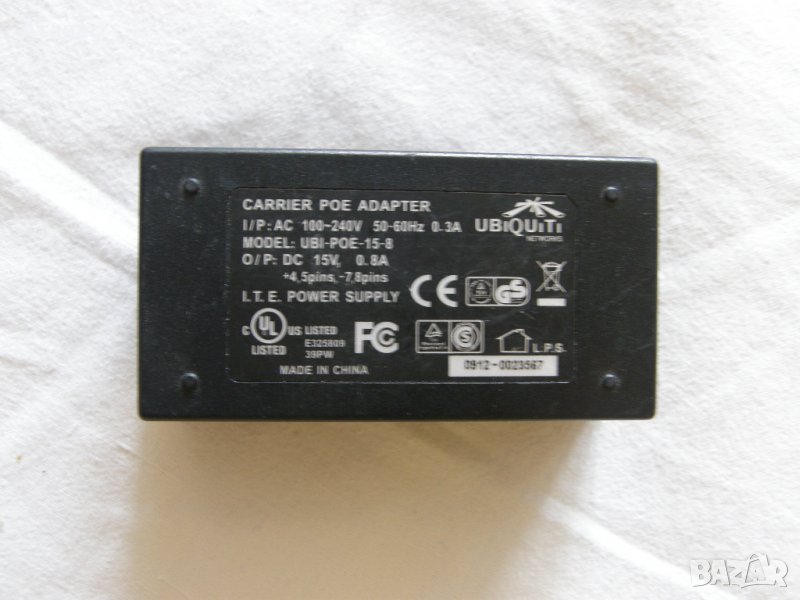 CARRIER POE ADAPTER
I/P: AC 100~240V 50-60Hz 0.3A
MODEL: UBI-POE-15-8
O/P: DC 15V, 0.8A
+4,5pins, -7,8pins
I.T.E. POWER SUPPLY
UBiQUiTi
NETWORKS
CE
GS
C UL US LISTED
E325809
39PW
LISTED
FC
S
L.P.S.
MADE IN CHINA
0912-0023567
BAZAR